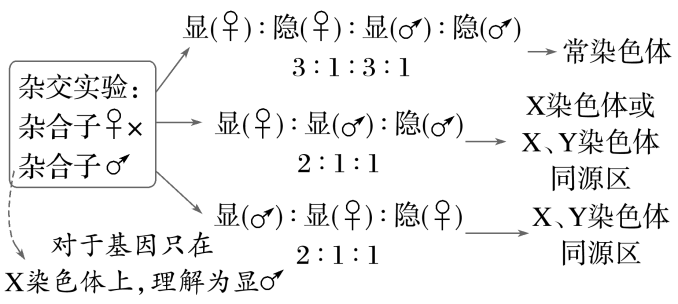 显(♀)∶隐(♀)∶显(♂)∶隐(♂)
3∶1∶3∶1
常染色体
杂交实验：
杂合子♀×
杂合子♂
显(♀)∶显(♂)∶隐(♂)
2∶1∶1
X染色体或
X、Y染色体
同源区
显(♂)∶显(♀)∶隐(♀)
2∶1∶1
X、Y染色体
同源区
对于基因只在
X染色体上,理解为显♂